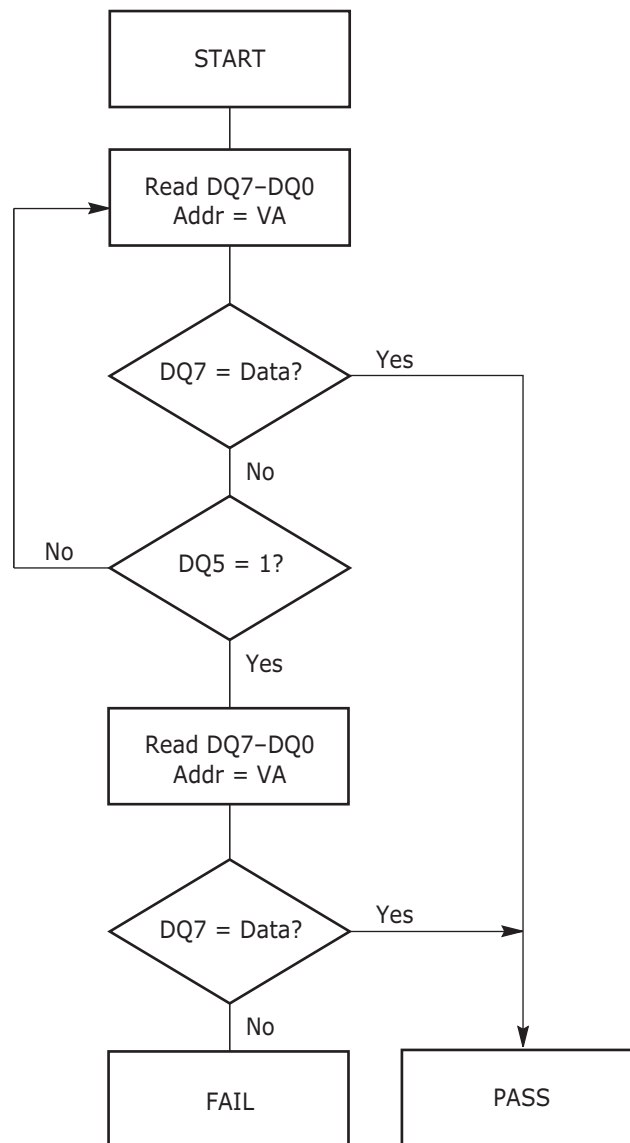 START
Read DQ7–DQ0
Addr = VA
DQ7 = Data?
Yes
No
DQ5 = 1?
No
Yes
Read DQ7–DQ0
Addr = VA
DQ7 = Data?
Yes
No
FAIL
PASS